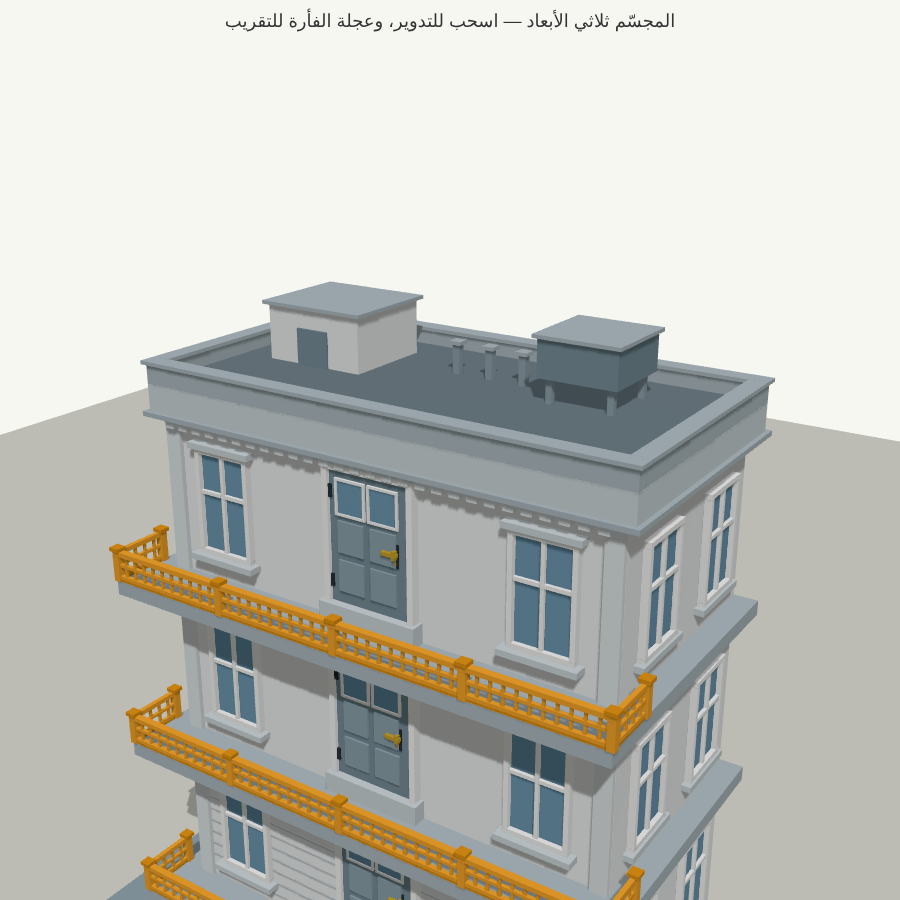 المجسّم ثلاثي الأبعاد — اسحب للتدوير، وعجلة الفأرة للتقريب